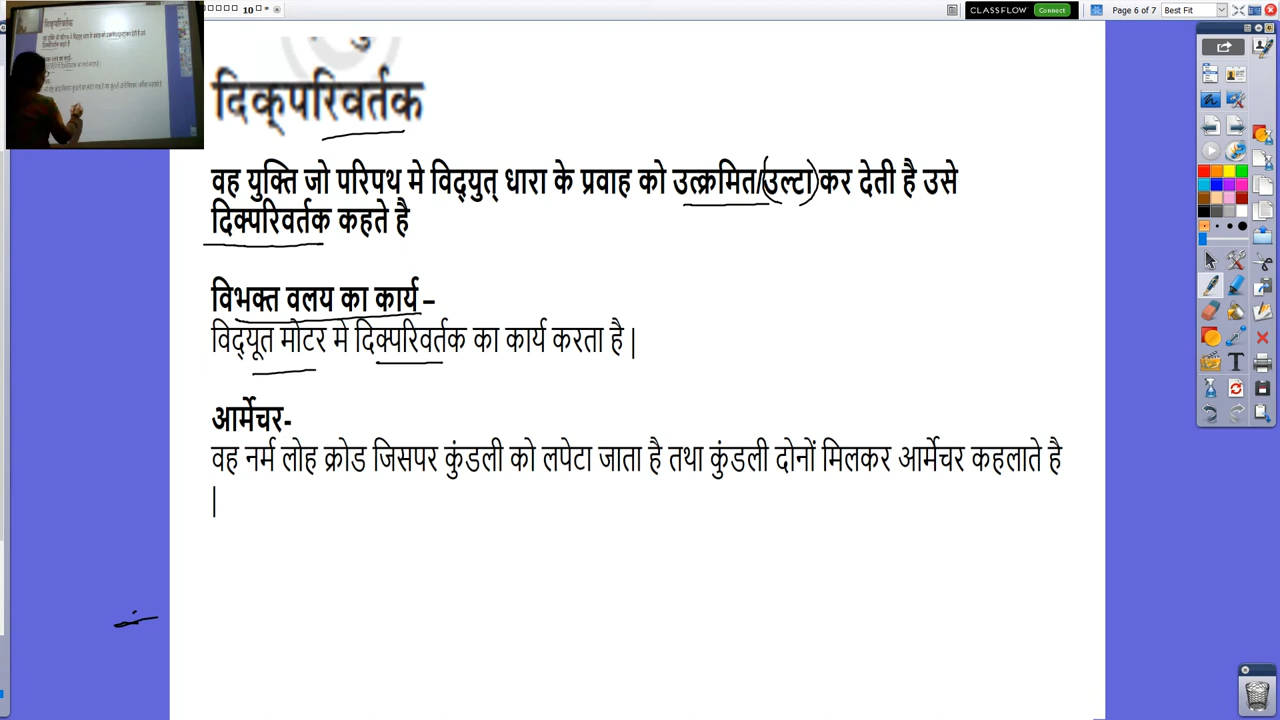 10
CLASSFLOW Connect
Page 6 of 7
Best Fit
दिक्परिवर्तक
वह युक्ति जो परिपथ मे विद्युत् धारा के प्रवाह को उत्क्रमित/(उल्टा) कर देती है उसे
दिक्परिवर्तक कहते है
विभक्त वलय का कार्य –
विद्यूत मोटर मे दिक्परिवर्तक का कार्य करता है |
आर्मेचर-
वह नर्म लोह क्रोड जिसपर कुंडली को लपेटा जाता है तथा कुंडली दोनों मिलकर आर्मेचर कहलाते है
|